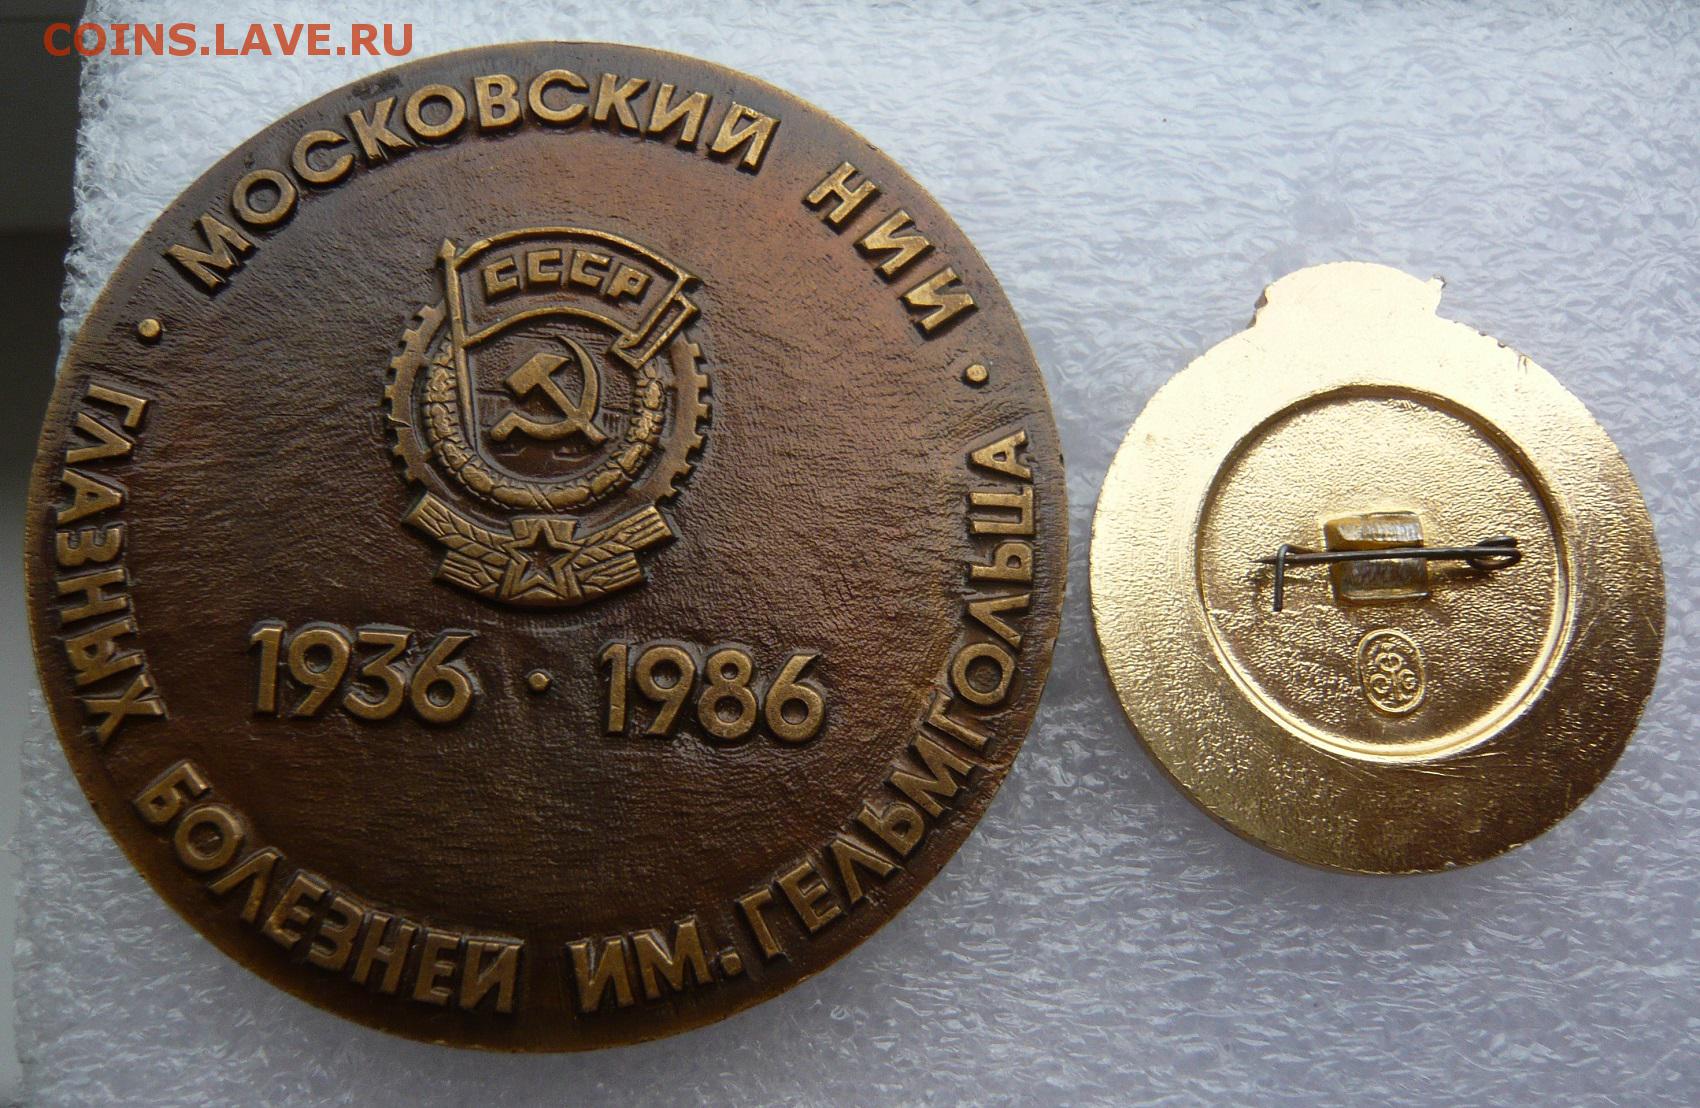 COINS.LAVE.RU
МОСКОВСКИЙ НИИ
СССР
1936 · 1986
ГЛАЗНЫХ БОЛЕЗНЕЙ ИМ. ГЕЛЬМГОЛЬЦА